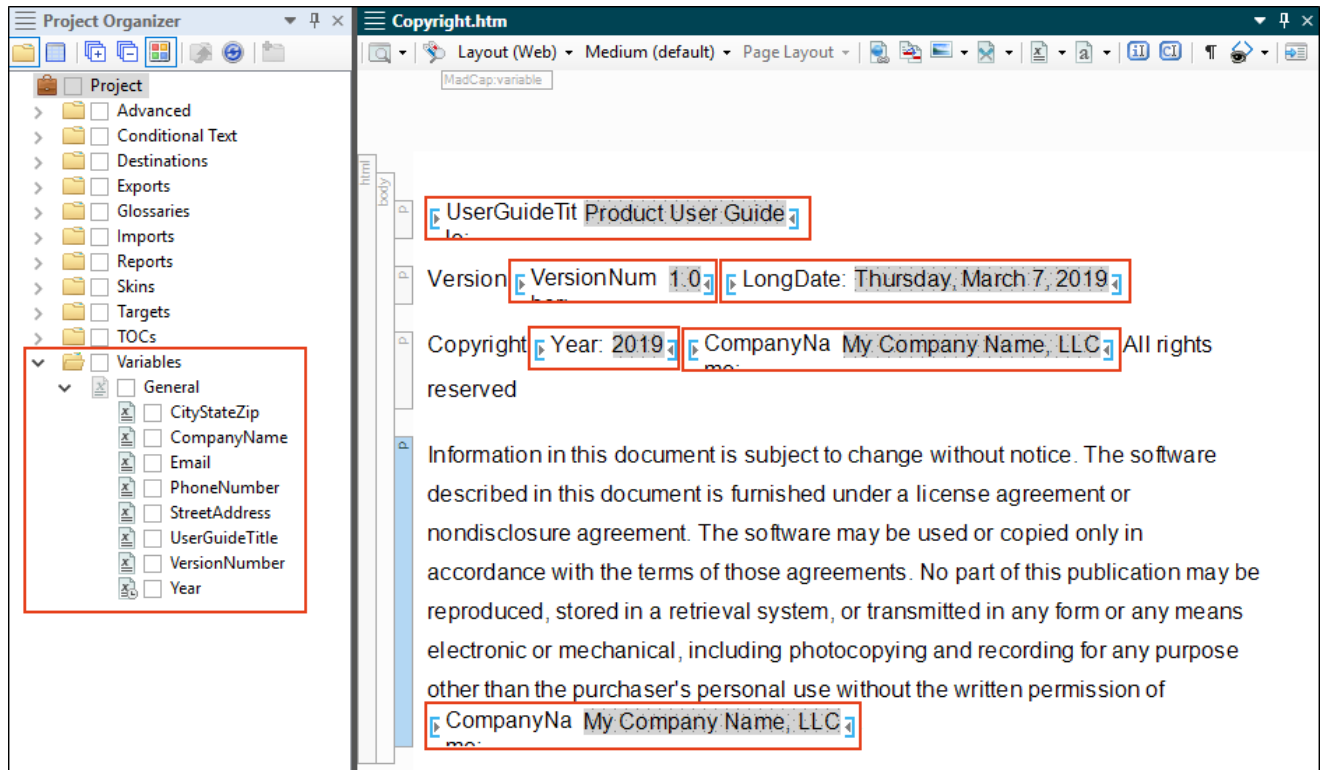 Project Organizer
Project
Advanced
Conditional Text
Destinations
Exports
Glossaries
Imports
Reports
Skins
Targets
TOCs
Variables
General
CityStateZip
CompanyName
Email
PhoneNumber
StreetAddress
UserGuideTitle
VersionNumber
Year
Copyright.htm
Layout (Web) Medium (default) Page Layout
MadCap:variable
html
body
p
UserGuideTitle: Product User Guide
p
Version VersionNumber: 1.0 LongDate: Thursday, March 7, 2019
p
Copyright Year: 2019 CompanyName: My Company Name, LLC All rights
reserved
p
Information in this document is subject to change without notice. The software
described in this document is furnished under a license agreement or
nondisclosure agreement. The software may be used or copied only in
accordance with the terms of those agreements. No part of this publication may be
reproduced, stored in a retrieval system, or transmitted in any form or any means
electronic or mechanical, including photocopying and recording for any purpose
other than the purchaser's personal use without the written permission of
CompanyName: My Company Name, LLC